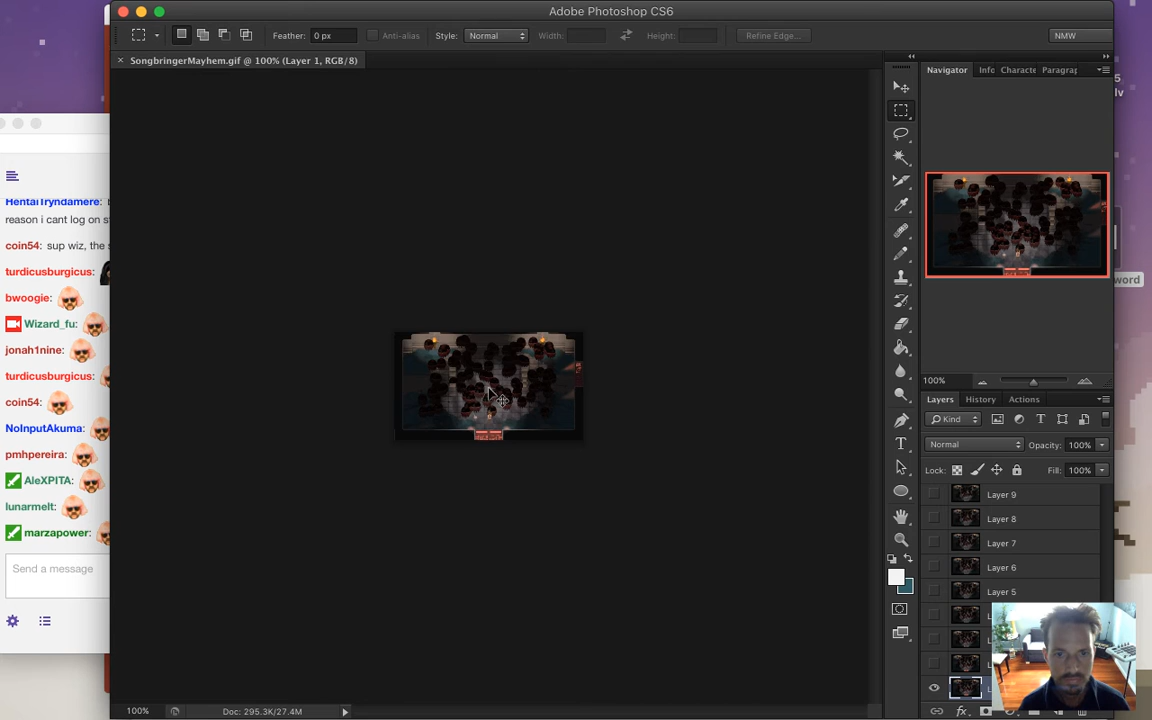 Adobe Photoshop CS6
Feather: 0 px
Anti-alias
Style: Normal
Width:
Height:
Refine Edge...
NMW
× SongbringerMayhem.gif @ 100% (Layer 1, RGB/8)
Navigator
Info
Characte
Paragrap
HentaiTryndamere:
reason i cant log on s
coin54: sup wiz, the s
turdicusburgicus:
bwoogie:
Wizard_fu:
jonah1nine:
turdicusburgicus:
coin54:
NoInputAkuma:
pmhpereira:
AleXPITA:
lunarmelt:
marzapower:
Send a message
word
100%
Layers
History
Actions
Kind
Normal
Opacity: 100%
Lock:
Fill: 100%
Layer 9
Layer 8
Layer 7
Layer 6
Layer 5
100%
Doc: 295.3K/27.4M